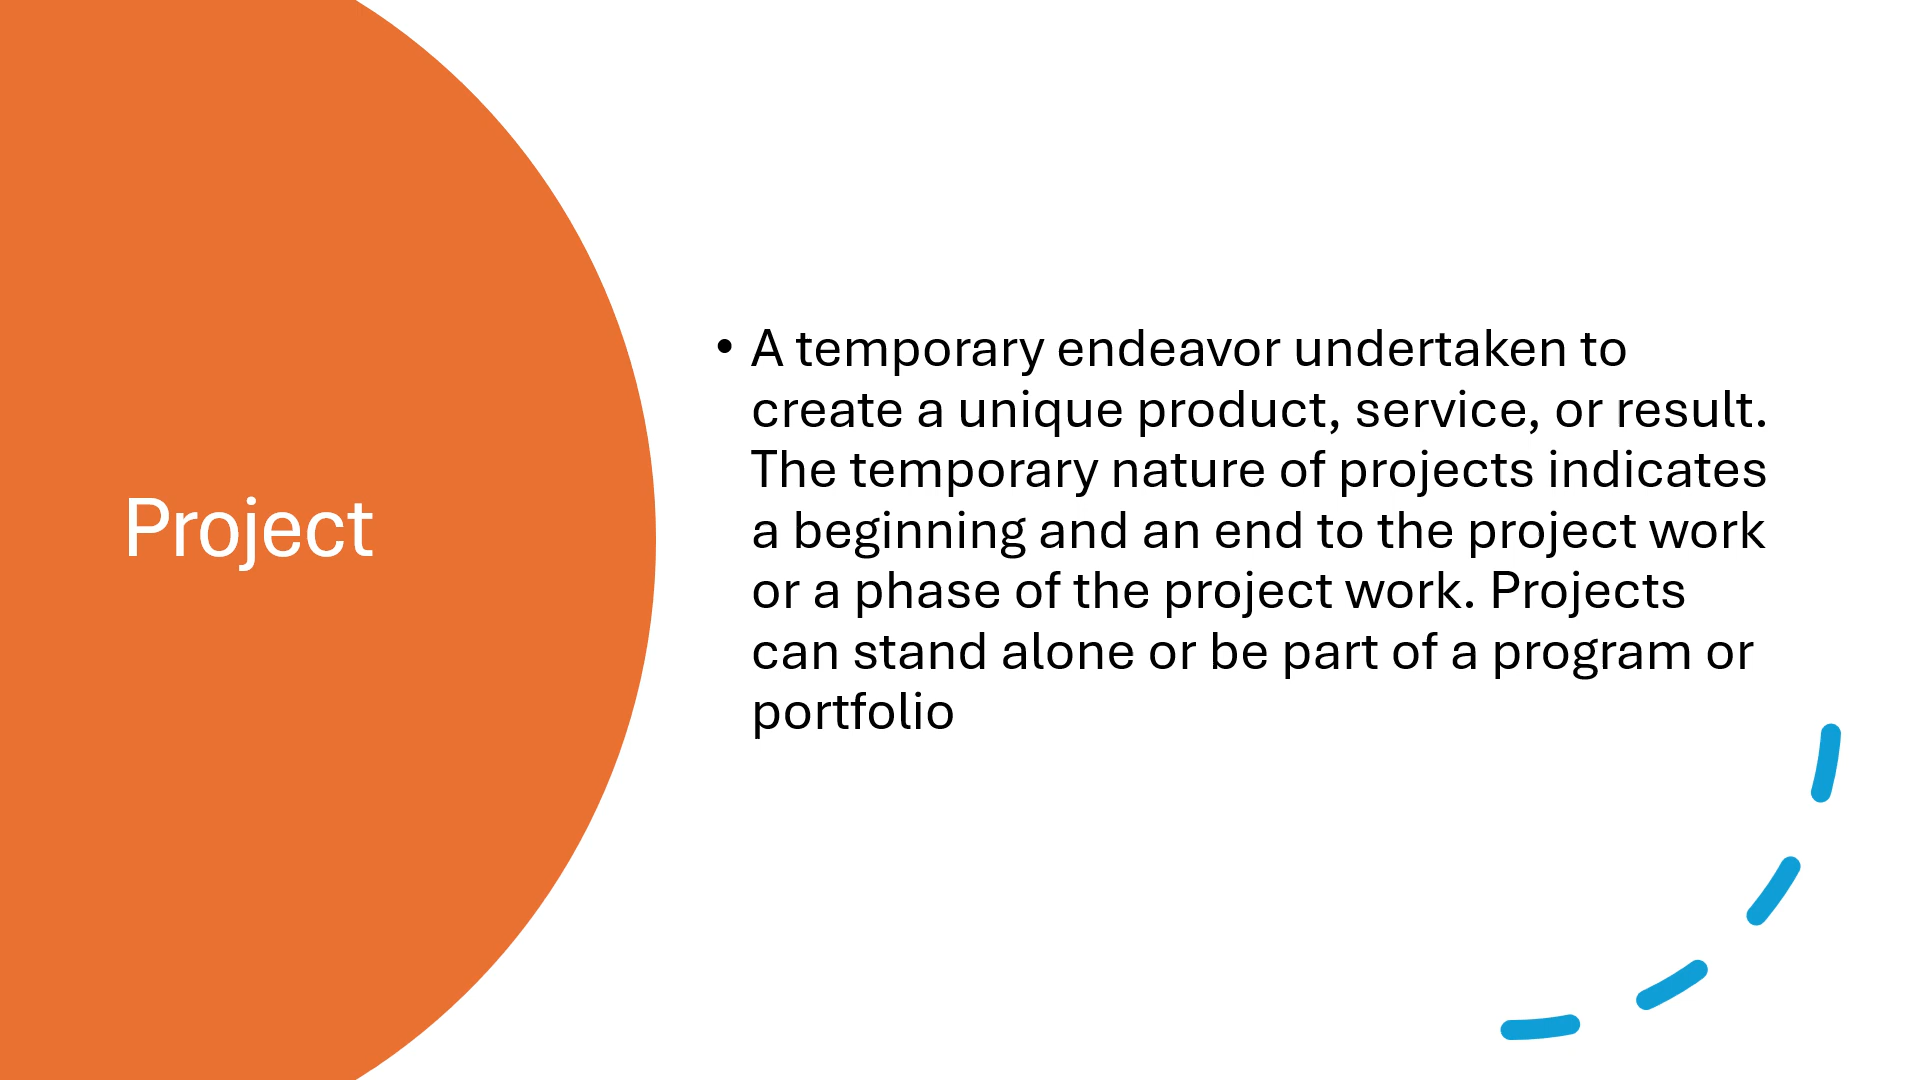 Project
• A temporary endeavor undertaken to
create a unique product, service, or result.
The temporary nature of projects indicates
a beginning and an end to the project work
or a phase of the project work. Projects
can stand alone or be part of a program or
portfolio